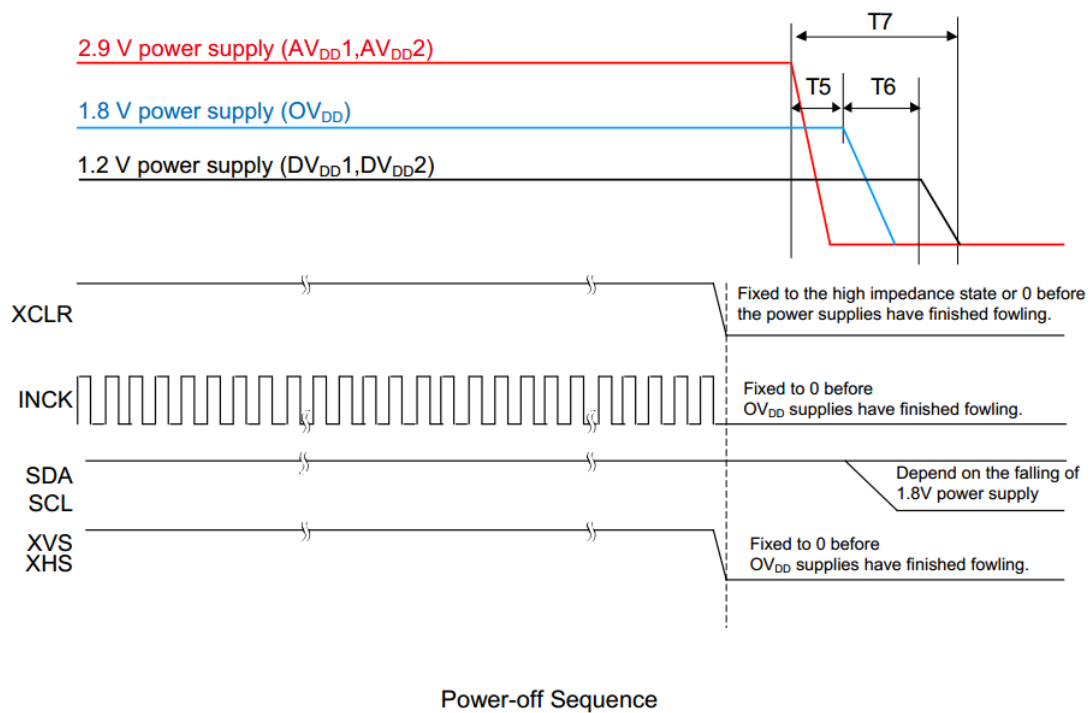 T7
2.9 V power supply (AVDD1,AVDD2)
T5 T6
1.8 V power supply (OVDD)
1.2 V power supply (DVDD1,DVDD2)
XCLR
Fixed to the high impedance state or 0 before
the power supplies have finished fowling.
INCK
Fixed to 0 before
OVDD supplies have finished fowling.
SDA
SCL
Depend on the falling of
1.8V power supply
XVS
XHS
Fixed to 0 before
OVDD supplies have finished fowling.
Power-off Sequence